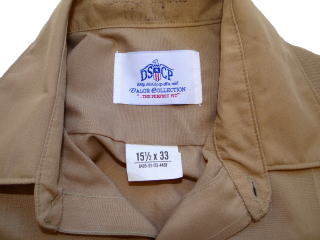 DSCP
VALOR COLLECTION
"...THE PERFECT FIT"
15½ x 33